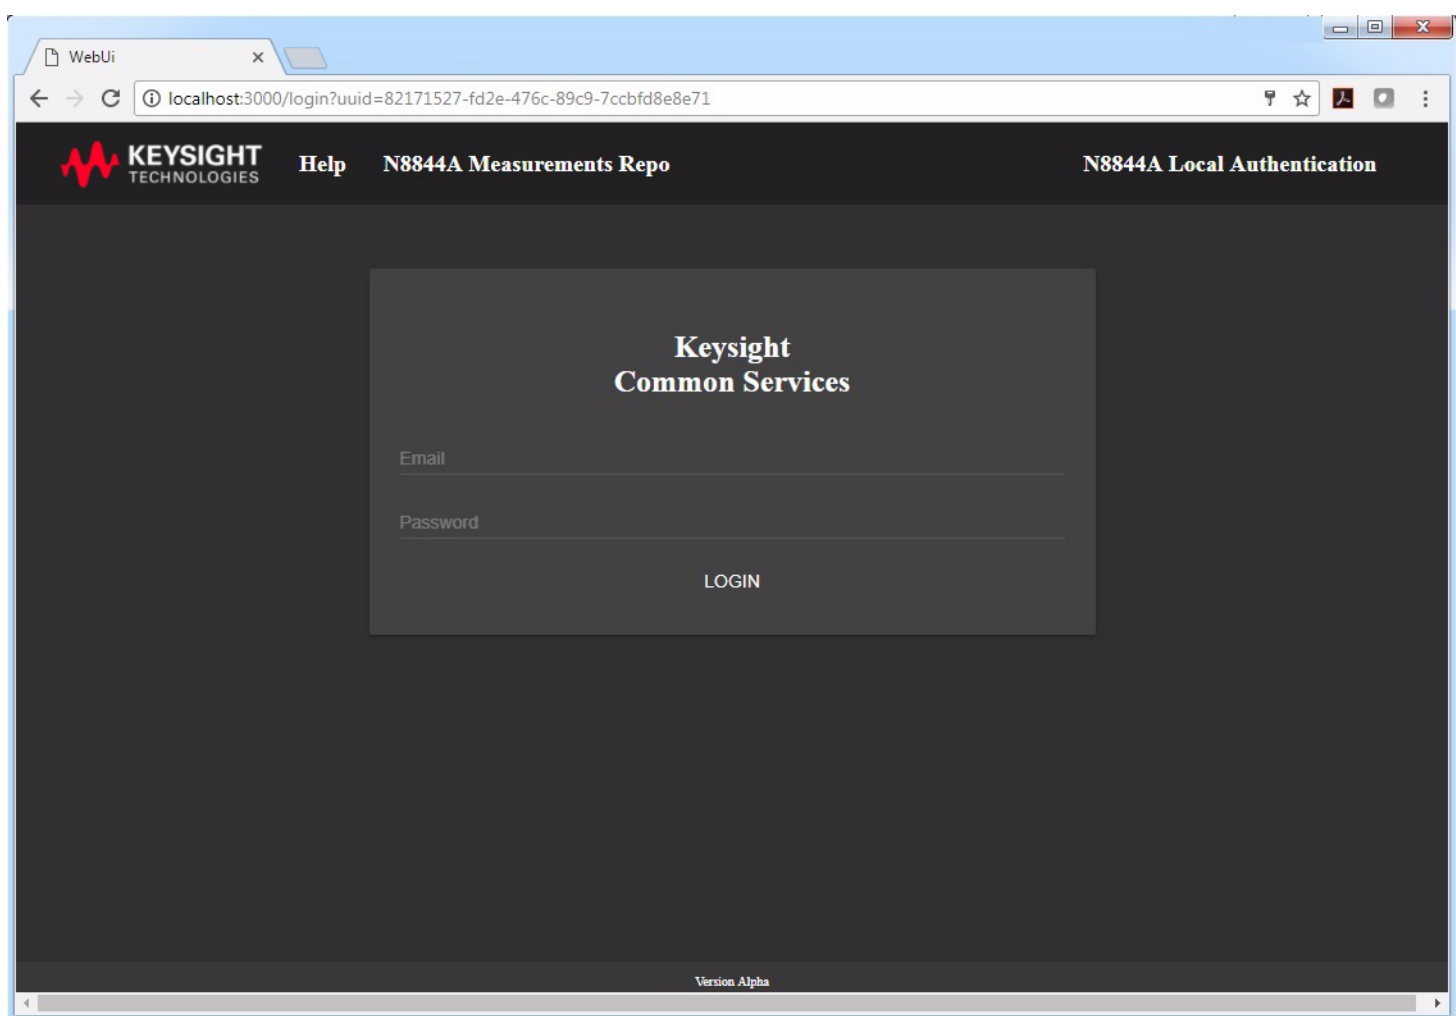 WebUi
localhost:3000/login?uuid=82171527-fd2e-476c-89c9-7ccbfd8e8e71
KEYSIGHT
TECHNOLOGIES
Help
N8844A Measurements Repo
N8844A Local Authentication
Keysight
Common Services
Email
Password
LOGIN
Version Alpha